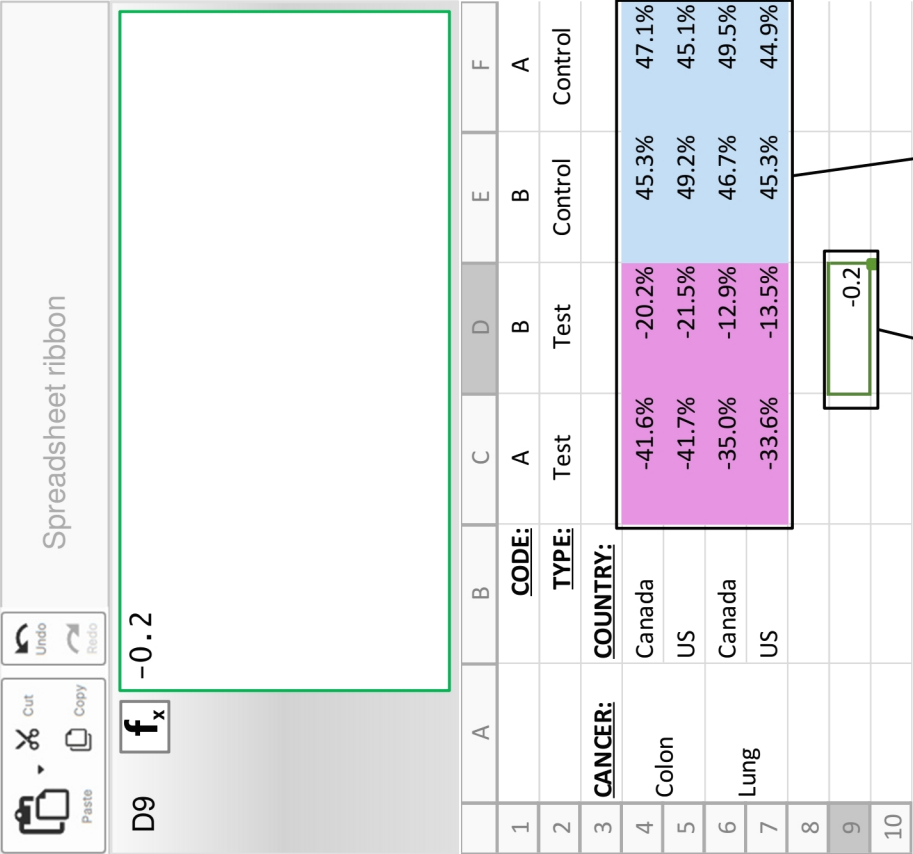 Paste
Cut
Copy
Undo
Redo
Spreadsheet ribbon
D9
fx
-0.2
A B C D E F
1 CODE: A B B A
2 TYPE: Test Test Control Control
3 CANCER: COUNTRY:
4 Colon Canada -41.6% -20.2% 45.3% 47.1%
5 US -41.7% -21.5% 49.2% 45.1%
6 Lung Canada -35.0% -12.9% 46.7% 49.5%
7 US -33.6% -13.5% 45.3% 44.9%
8
9 -0.2
10